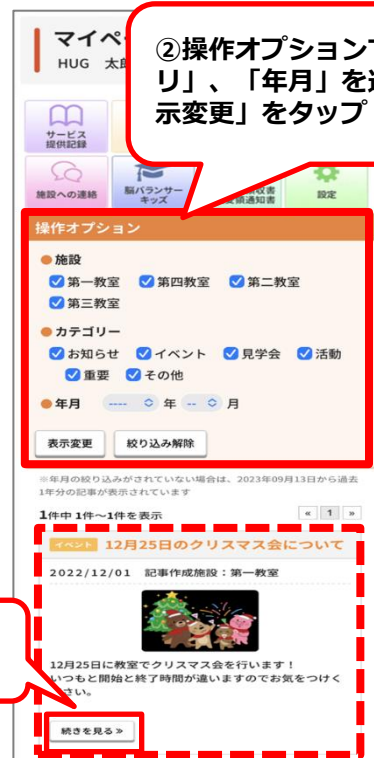 マイペ
HUG 太
②操作オプションで
リ」、「年月」を選
示変更」をタップ
サービス
提供記録
施設への連絡
脳バランサー
キッズ
設定
操作オプション
●施設
第一教室 第四教室 第二教室
第三教室
●カテゴリー
お知らせ イベント 見学会 活動
重要 その他
●年月 ---- 年 -- 月
表示変更 絞り込み解除
※年月の絞り込みがされていない場合は、2023年09月13日から過去
1年分の記事が表示されています
1件中1件～1件を表示
« 1 »
イベント 12月25日のクリスマス会について
2022/12/01 記事作成施設：第一教室
12月25日に教室でクリスマス会を行います！
いつもと開始と終了時間が違いますのでお気をつけく
さい。
続きを見る»